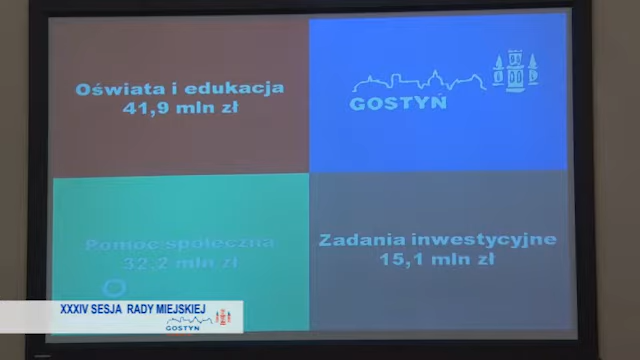 Oświata i edukacja
41,9 mln zł
GOSTYŃ
Pomoc społeczna
32,2 mln zł
Zadania inwestycyjne
15,1 mln zł
XXXIV SESJA RADY MIEJSKIEJ
GOSTYŃ